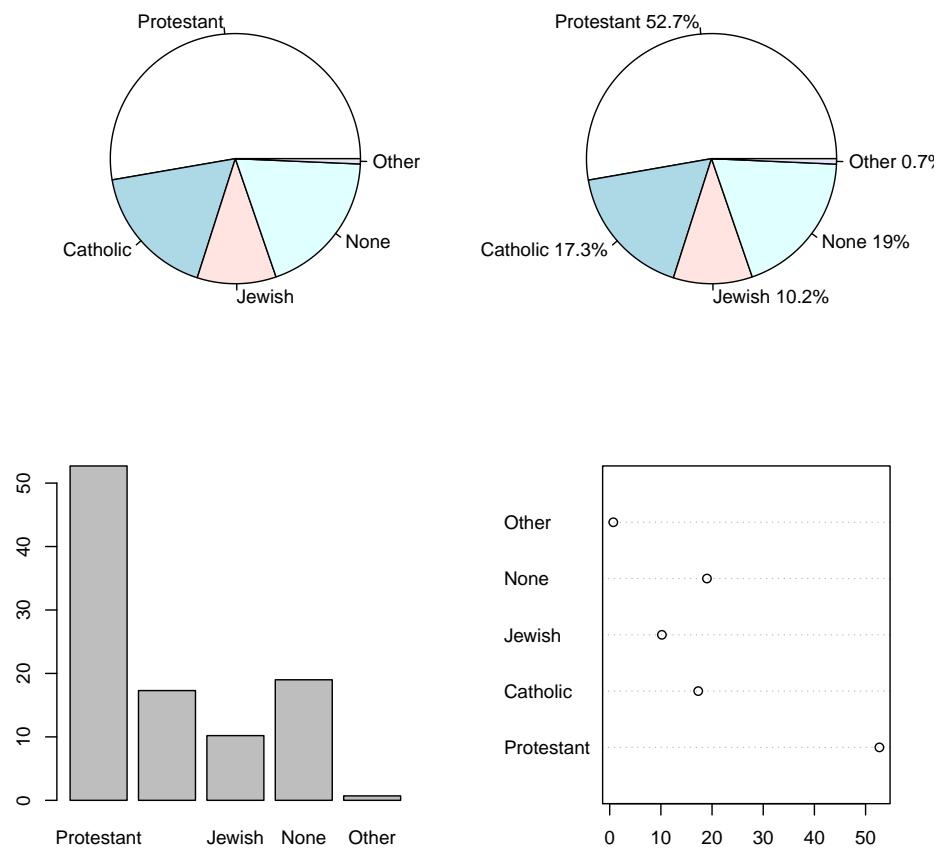 Protestant
Other
None
Catholic
Jewish
Protestant 52.7%
Other 0.7%
None 19%
Catholic 17.3%
Jewish 10.2%
50
40
30
20
10
0
Protestant Jewish None Other
Other
None
Jewish
Catholic
Protestant
0 10 20 30 40 50